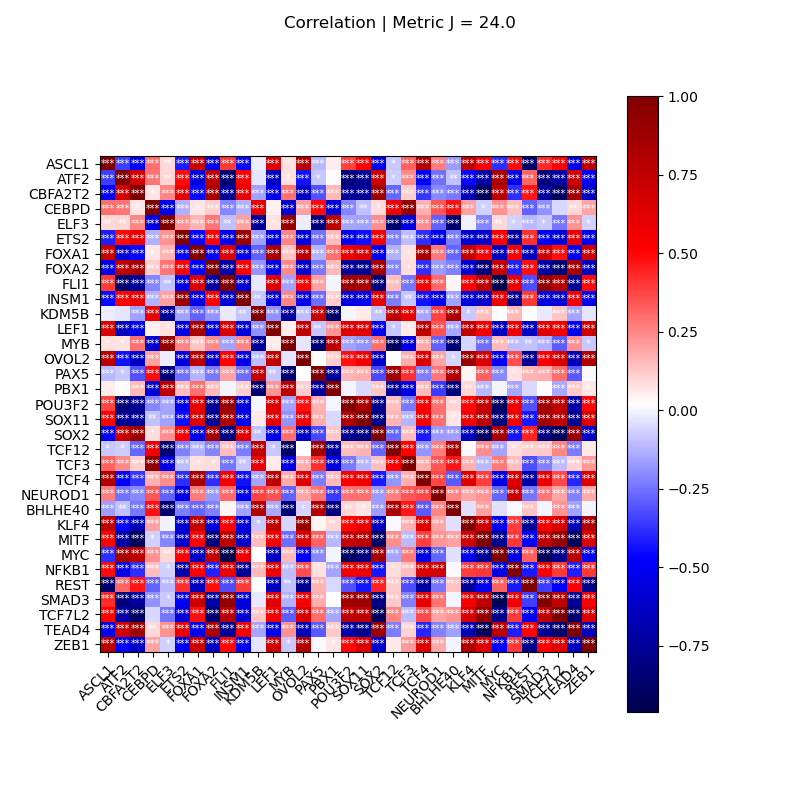 Correlation | Metric J = 24.0
ASCL1
ATF2
CBFA2T2
CEBPD
ELF3
ETS2
FOXA1
FOXA2
FLI1
INSM1
KDM5B
LEF1
MYB
OVOL2
PAX5
PBX1
POU3F2
SOX11
SOX2
TCF12
TCF3
TCF4
NEUROD1
BHLHE40
KLF4
MITF
MYC
NFKB1
REST
SMAD3
TCF7L2
TEAD4
ZEB1
ASCL1
ATF2
CBFA2T2
CEBPD
ELF3
ETS2
FOXA1
FOXA2
FLI1
INSM1
KDM5B
LEF1
MYB
OVOL2
PAX5
PBX1
POU3F2
SOX11
SOX2
TCF12
TCF3
TCF4
NEUROD1
BHLHE40
KLF4
MITF
MYC
NFKB1
REST
SMAD3
TCF7L2
TEAD4
ZEB1
1.00
0.75
0.50
0.25
0.00
−0.25
−0.50
−0.75